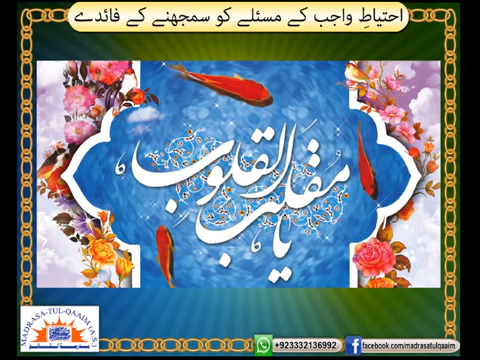 احتیاطِ واجب کے مسئلے کو سمجھنے کے فائدے
یا مقلب القلوب
MADRASA-TUL-QAAIM (A.S.)
+923332136992
facebook.com/madrasatulqaaim